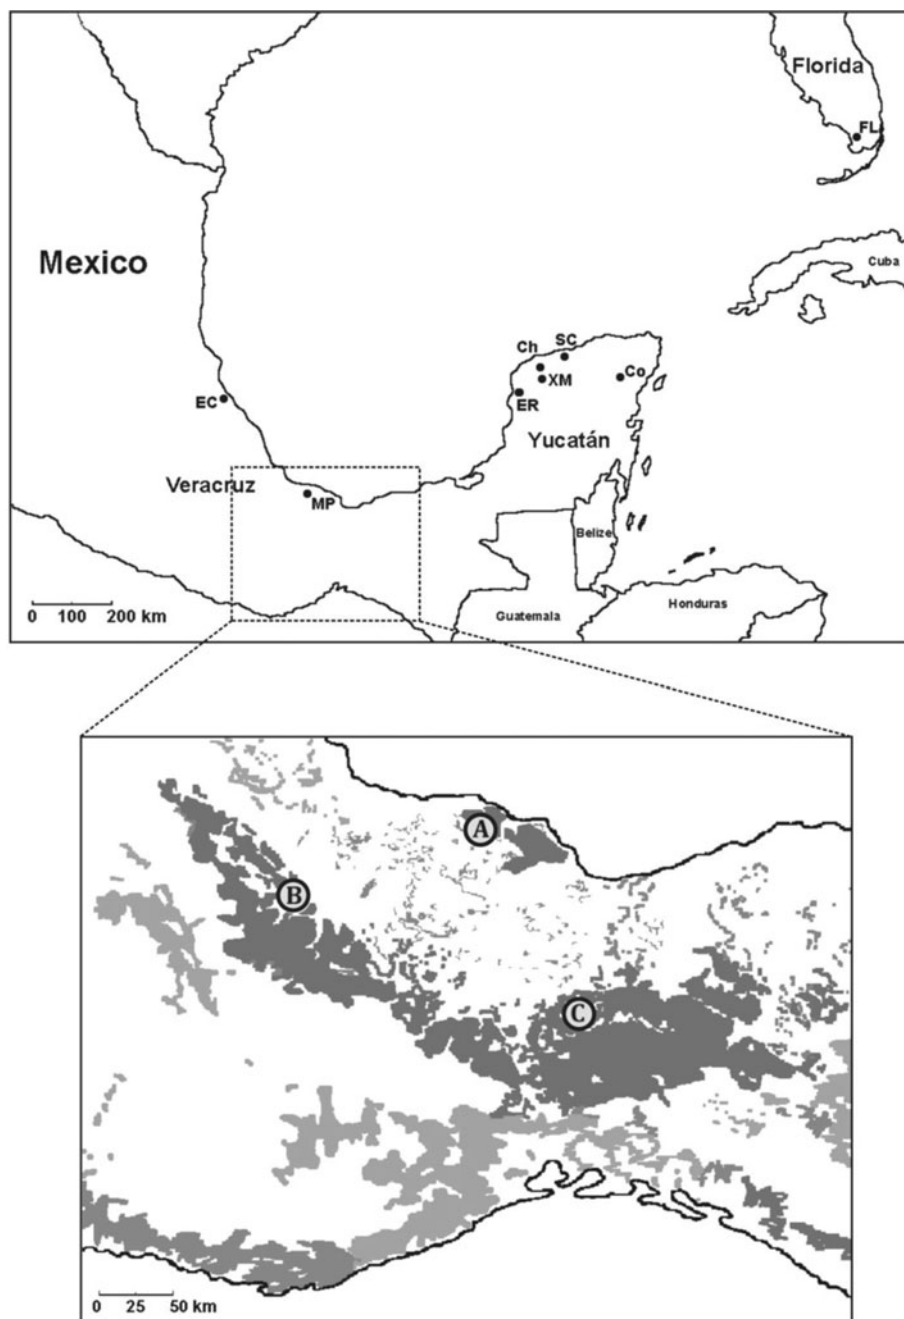 Florida
FL
Mexico
Cuba
SC
Ch
XM
Co
ER
EC
Yucatán
Veracruz
MP
Belize
0 100 200 km
Guatemala
Honduras
A
B
C
0 25 50 km